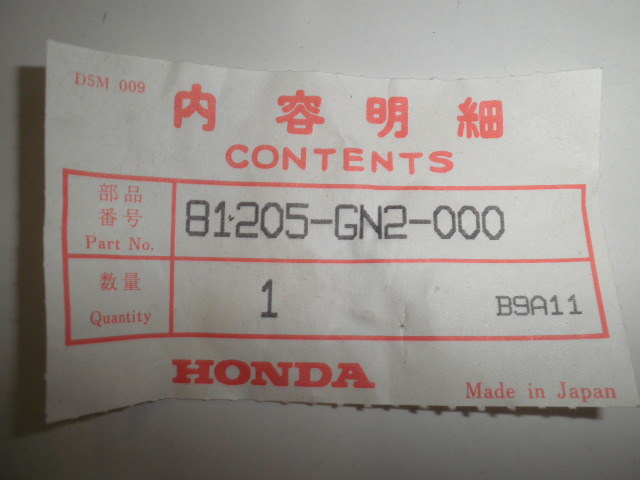 D5M 009
内容明細
CONTENTS
部品
番号
Part No.
81205-GN2-000
数量
Quantity
1
B9A11
HONDA
Made in Japan